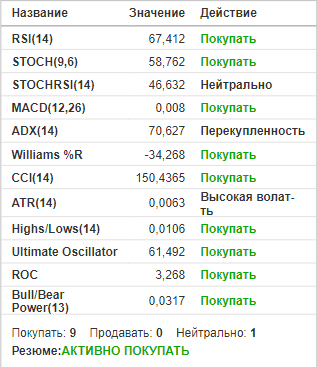 Название Значение Действие
RSI(14) 67,412 Покупать
STOCH(9,6) 58,762 Покупать
STOCHRSI(14) 46,632 Нейтрально
MACD(12,26) 0,008 Покупать
ADX(14) 70,627 Перекупленность
Williams %R -34,268 Покупать
CCI(14) 150,4365 Покупать
ATR(14) 0,0063 Высокая волат-
ть
Highs/Lows(14) 0,0106 Покупать
Ultimate Oscillator 61,492 Покупать
ROC 3,268 Покупать
Bull/Bear
Power(13) 0,0317 Покупать
Покупать: 9 Продавать: 0 Нейтрально: 1
Резюме:АКТИВНО ПОКУПАТЬ